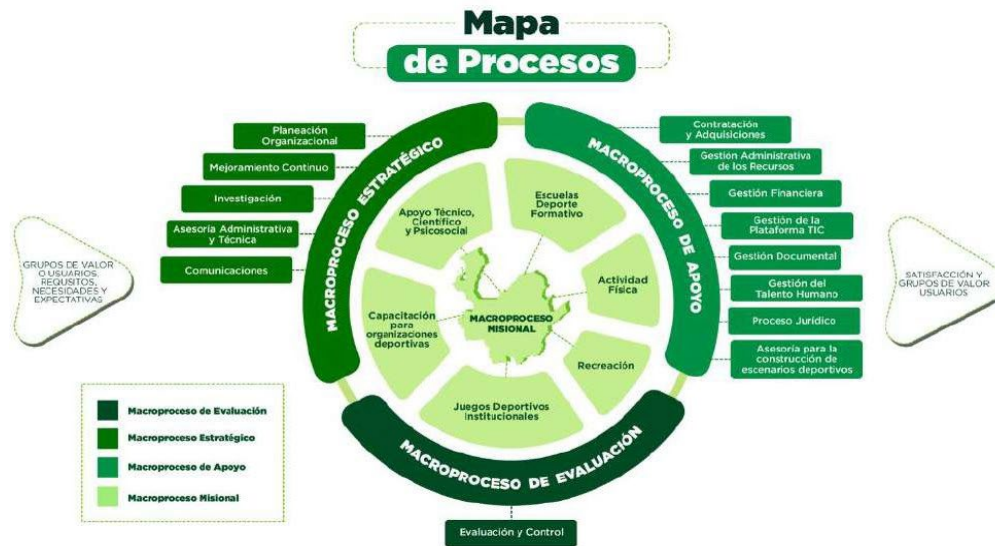 Mapa
de Procesos
Planeación
Organizacional
Mejoramiento Continuo
Investigación
Asesoría Administrativa
y Técnica
Comunicaciones
GRUPOS DE VALOR
O USUARIOS,
REQUSITOS,
NECESIDADES Y
EXPECTATIVAS
MACROPROCESO ESTRATÉGICO
Apoyo Técnico,
Científico
y Psicosocial
Escuelas
Deporte
Formativo
Capacitación
para
organizaciones
deportivas
MACROPROCESO
MISIONAL
Actividad
Física
Recreación
Juegos Deportivos
Institucionales
MACROPROCESO DE APOYO
Contratación
y Adquisiciones
Gestión Administrativa
de los Recursos
Gestión Financiera
Gestión de la
Plataforma TIC
Gestión Documental
Gestión del
Talento Humano
Proceso Jurídico
Asesoría para la
construcción de
escenarios deportivos
SATISFACCIÓN Y
GRUPOS DE VALOR
USUARIOS
MACROPROCESO DE EVALUACIÓN
Evaluación y Control
Macroproceso de Evaluación
Macroproceso Estratégico
Macroproceso de Apoyo
Macroproceso Misional